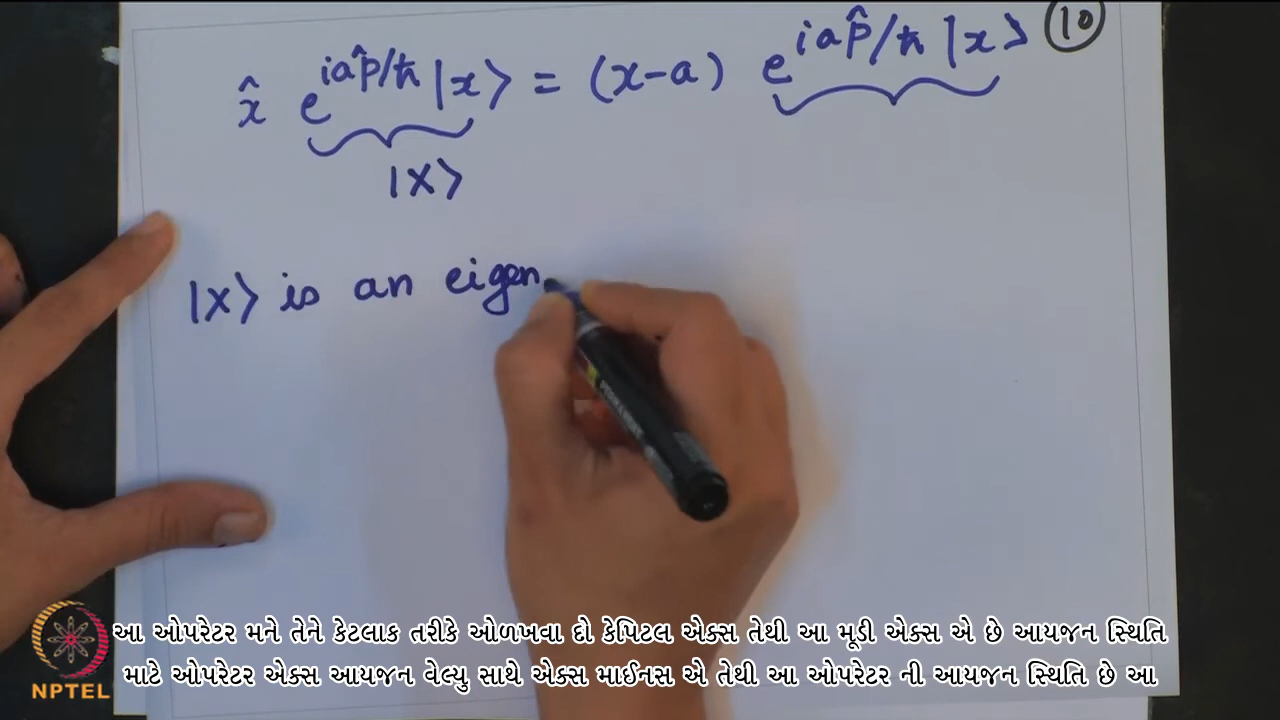 x̂ e^{iap̂/ħ}|x⟩ = (x-a) e^{iap̂/ħ}|x⟩ 10
|X⟩
|X⟩ is an eigen
આ ઓપરેટર મને તેને કેટલાક તરીકે ઓળખવા દો કેપિટલ એક્સ તેથી આ મૂડી એક્સ એ છે આયજન સ્થિતિ
માટે ઓપરેટર એક્સ આયજન વેલ્યુ સાથે એક્સ માઈનસ એ તેથી આ ઓપરેટર ની આયજન સ્થિતિ છે આ
NPTEL